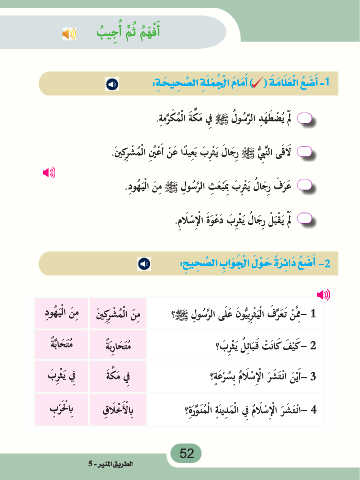 أَفْهَمُ ثُمَّ أُجِيبُ
1- أَضَعُ الْعَلَامَةَ (✓) أَمَامَ الْجُمْلَةِ الصَّحِيحَةِ:
لَمْ يُضْطَهَدِ الرَّسُولُ ﷺ فِي مَكَّةَ الْمُكَرَّمَةِ.
لَاقَى النَّبِيُّ ﷺ رِجَالَ يَثْرِبَ بَعِيدًا عَنْ أَعْيُنِ الْمُشْرِكِينَ.
عَرَفَ رِجَالُ يَثْرِبَ بِمَبْعَثِ الرَّسُولِ ﷺ مِنَ الْيَهُودِ.
لَمْ يَقْبَلْ رِجَالُ يَثْرِبَ دَعْوَةَ الْإِسْلَامِ.
2- أَضَعُ دَائِرَةً حَوْلَ الْجَوَابِ الصَّحِيحِ:
1 -مِمَّنْ تَعَرَّفَ الْيَثْرِبِيُّونَ عَلَى الرَّسُولِ ﷺ؟ مِنَ الْمُشْرِكِينَ مِنَ الْيَهُودِ
2 -كَيْفَ كَانَتْ قَبَائِلُ يَثْرِبَ؟ مُتَحَارِبَةً مُتَحَابَّةً
3 -أَيْنَ انْتَشَرَ الْإِسْلَامُ بِسُرْعَةٍ؟ فِي مَكَّةَ فِي يَثْرِبَ
4 -انْتَشَرَ الْإِسْلَامُ فِي الْمَدِينَةِ الْمُنَوَّرَةِ؟ بِالْأَخْلَاقِ بِالْحَرْبِ
52
الطريق المنير - 5